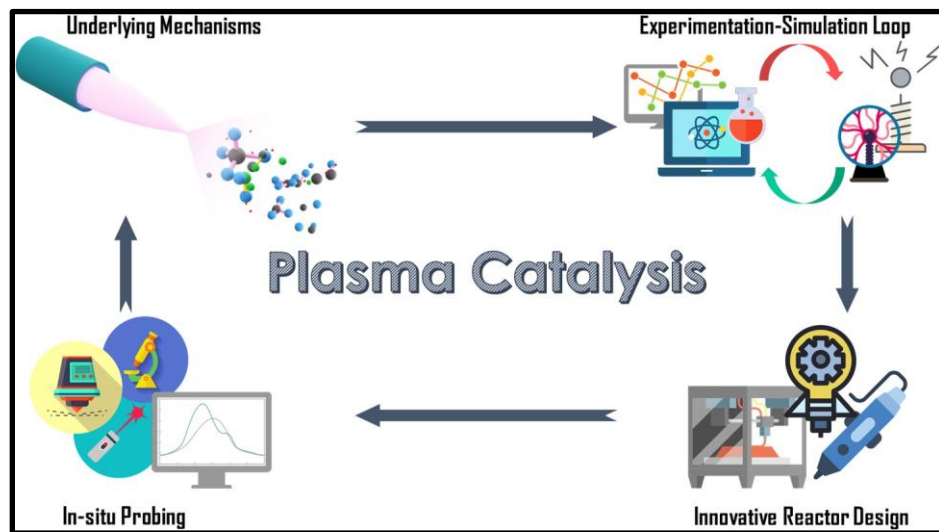 Underlying Mechanisms
Experimentation-Simulation Loop
Plasma Catalysis
In-situ Probing
Innovative Reactor Design